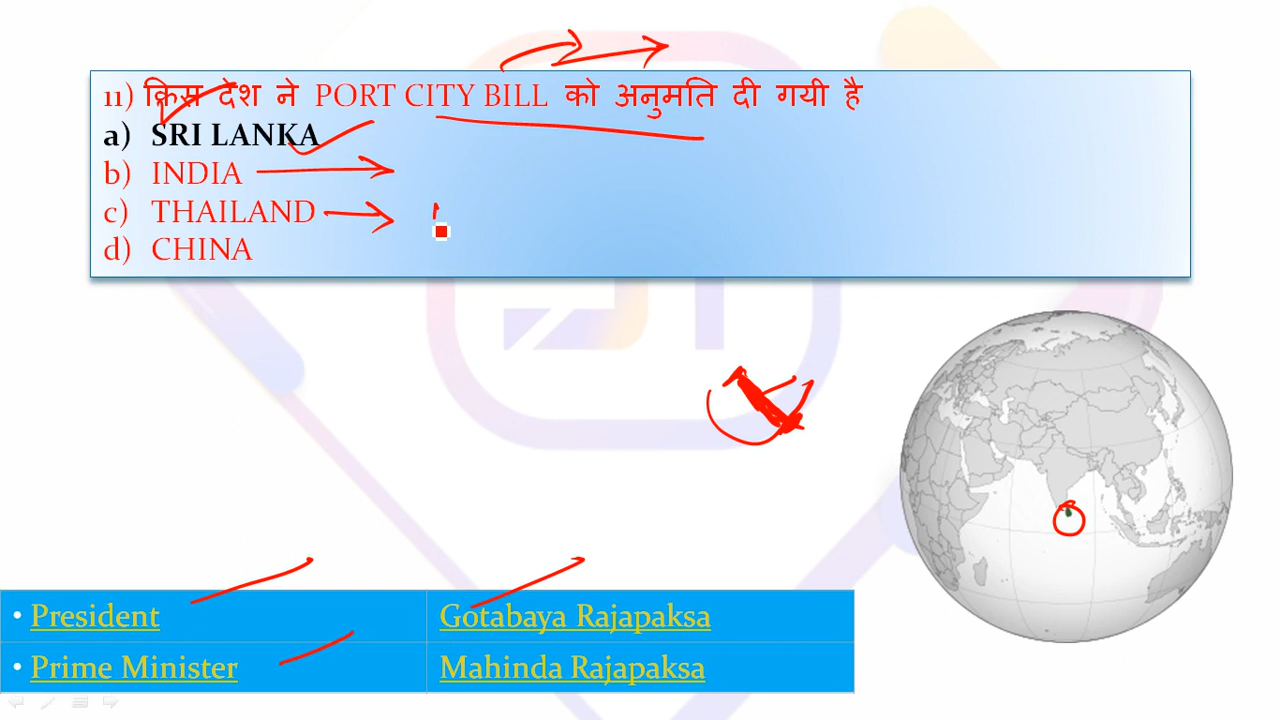 11) किस देश ने PORT CITY BILL को अनुमति दी गयी है
a) SRI LANKA
b) INDIA
c) THAILAND
d) CHINA
• President Gotabaya Rajapaksa
• Prime Minister Mahinda Rajapaksa